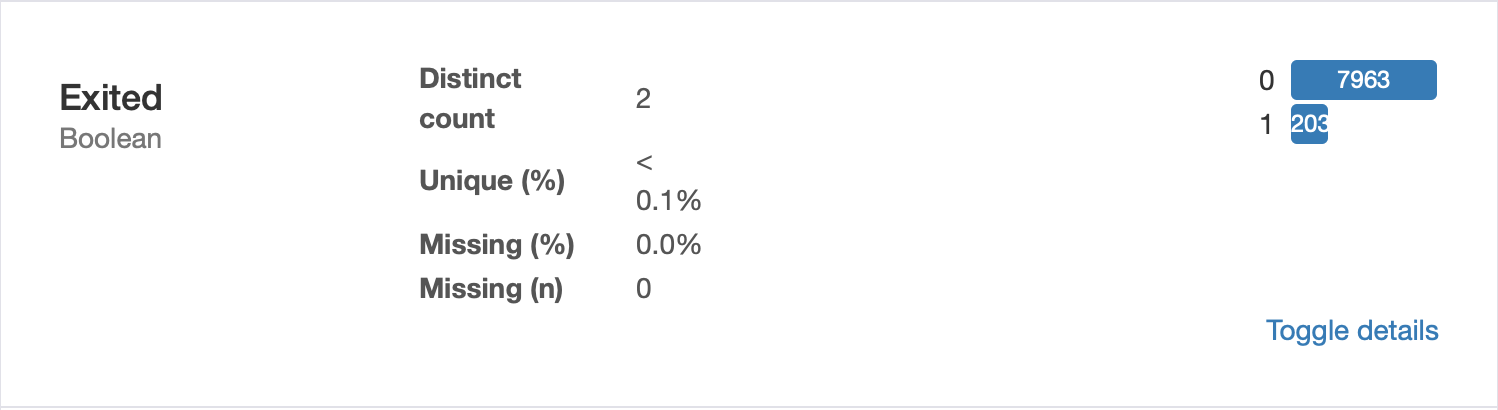 Exited
Boolean
Distinct
count
2
Unique (%)
<
0.1%
Missing (%)
0.0%
Missing (n)
0
0
7963
1
203
Toggle details